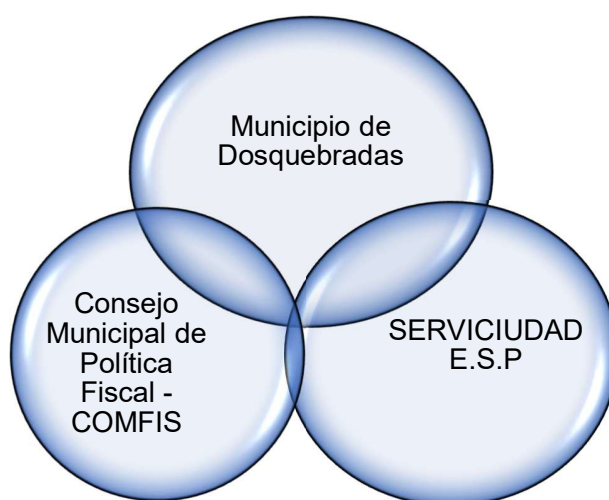 Municipio de
Dosquebradas
Consejo
Municipal de
Política
Fiscal -
COMFIS
SERVICIUDAD
E.S.P